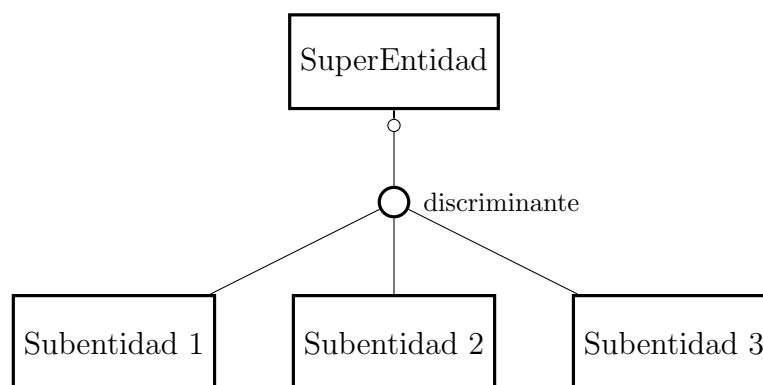 SuperEntidad
discriminante
Subentidad 1
Subentidad 2
Subentidad 3